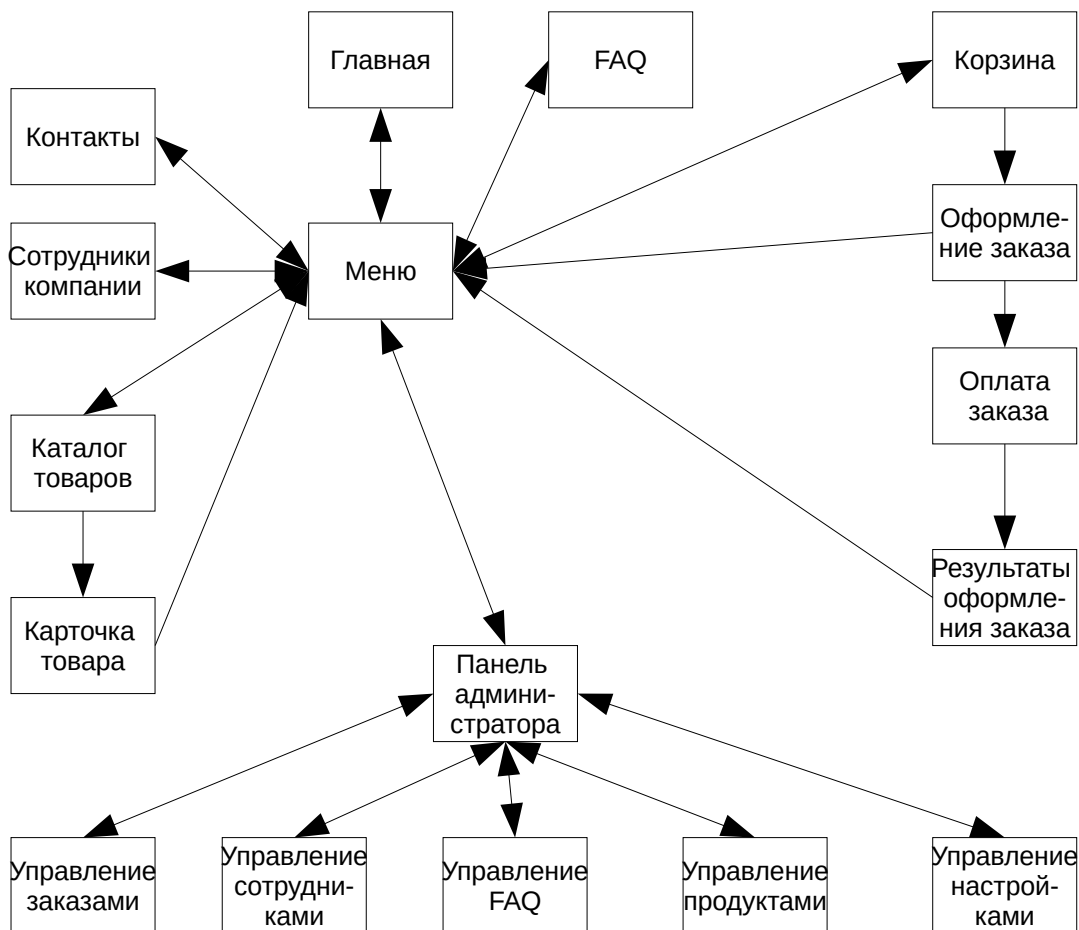 Главная
FAQ
Корзина
Контакты
Сотрудники
компании
Меню
Оформле-
ние заказа
Оплата
заказа
Каталог
товаров
Результаты
оформле-
ния заказа
Карточка
товара
Панель
админи-
стратора
Управление
заказами
Управление
сотрудни-
ками
Управление
FAQ
Управление
продуктами
Управление
настрой-
ками